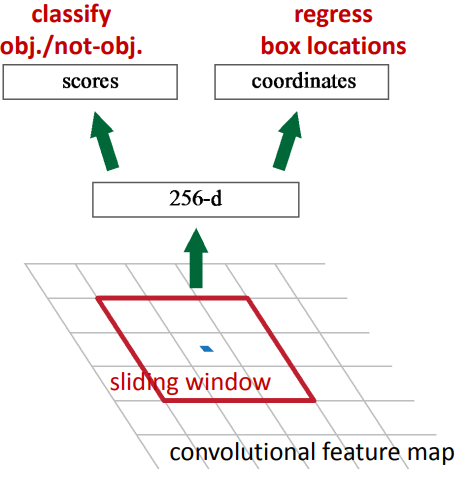 classify
obj./not-obj.
regress
box locations
scores
coordinates
256-d
sliding window
convolutional feature map